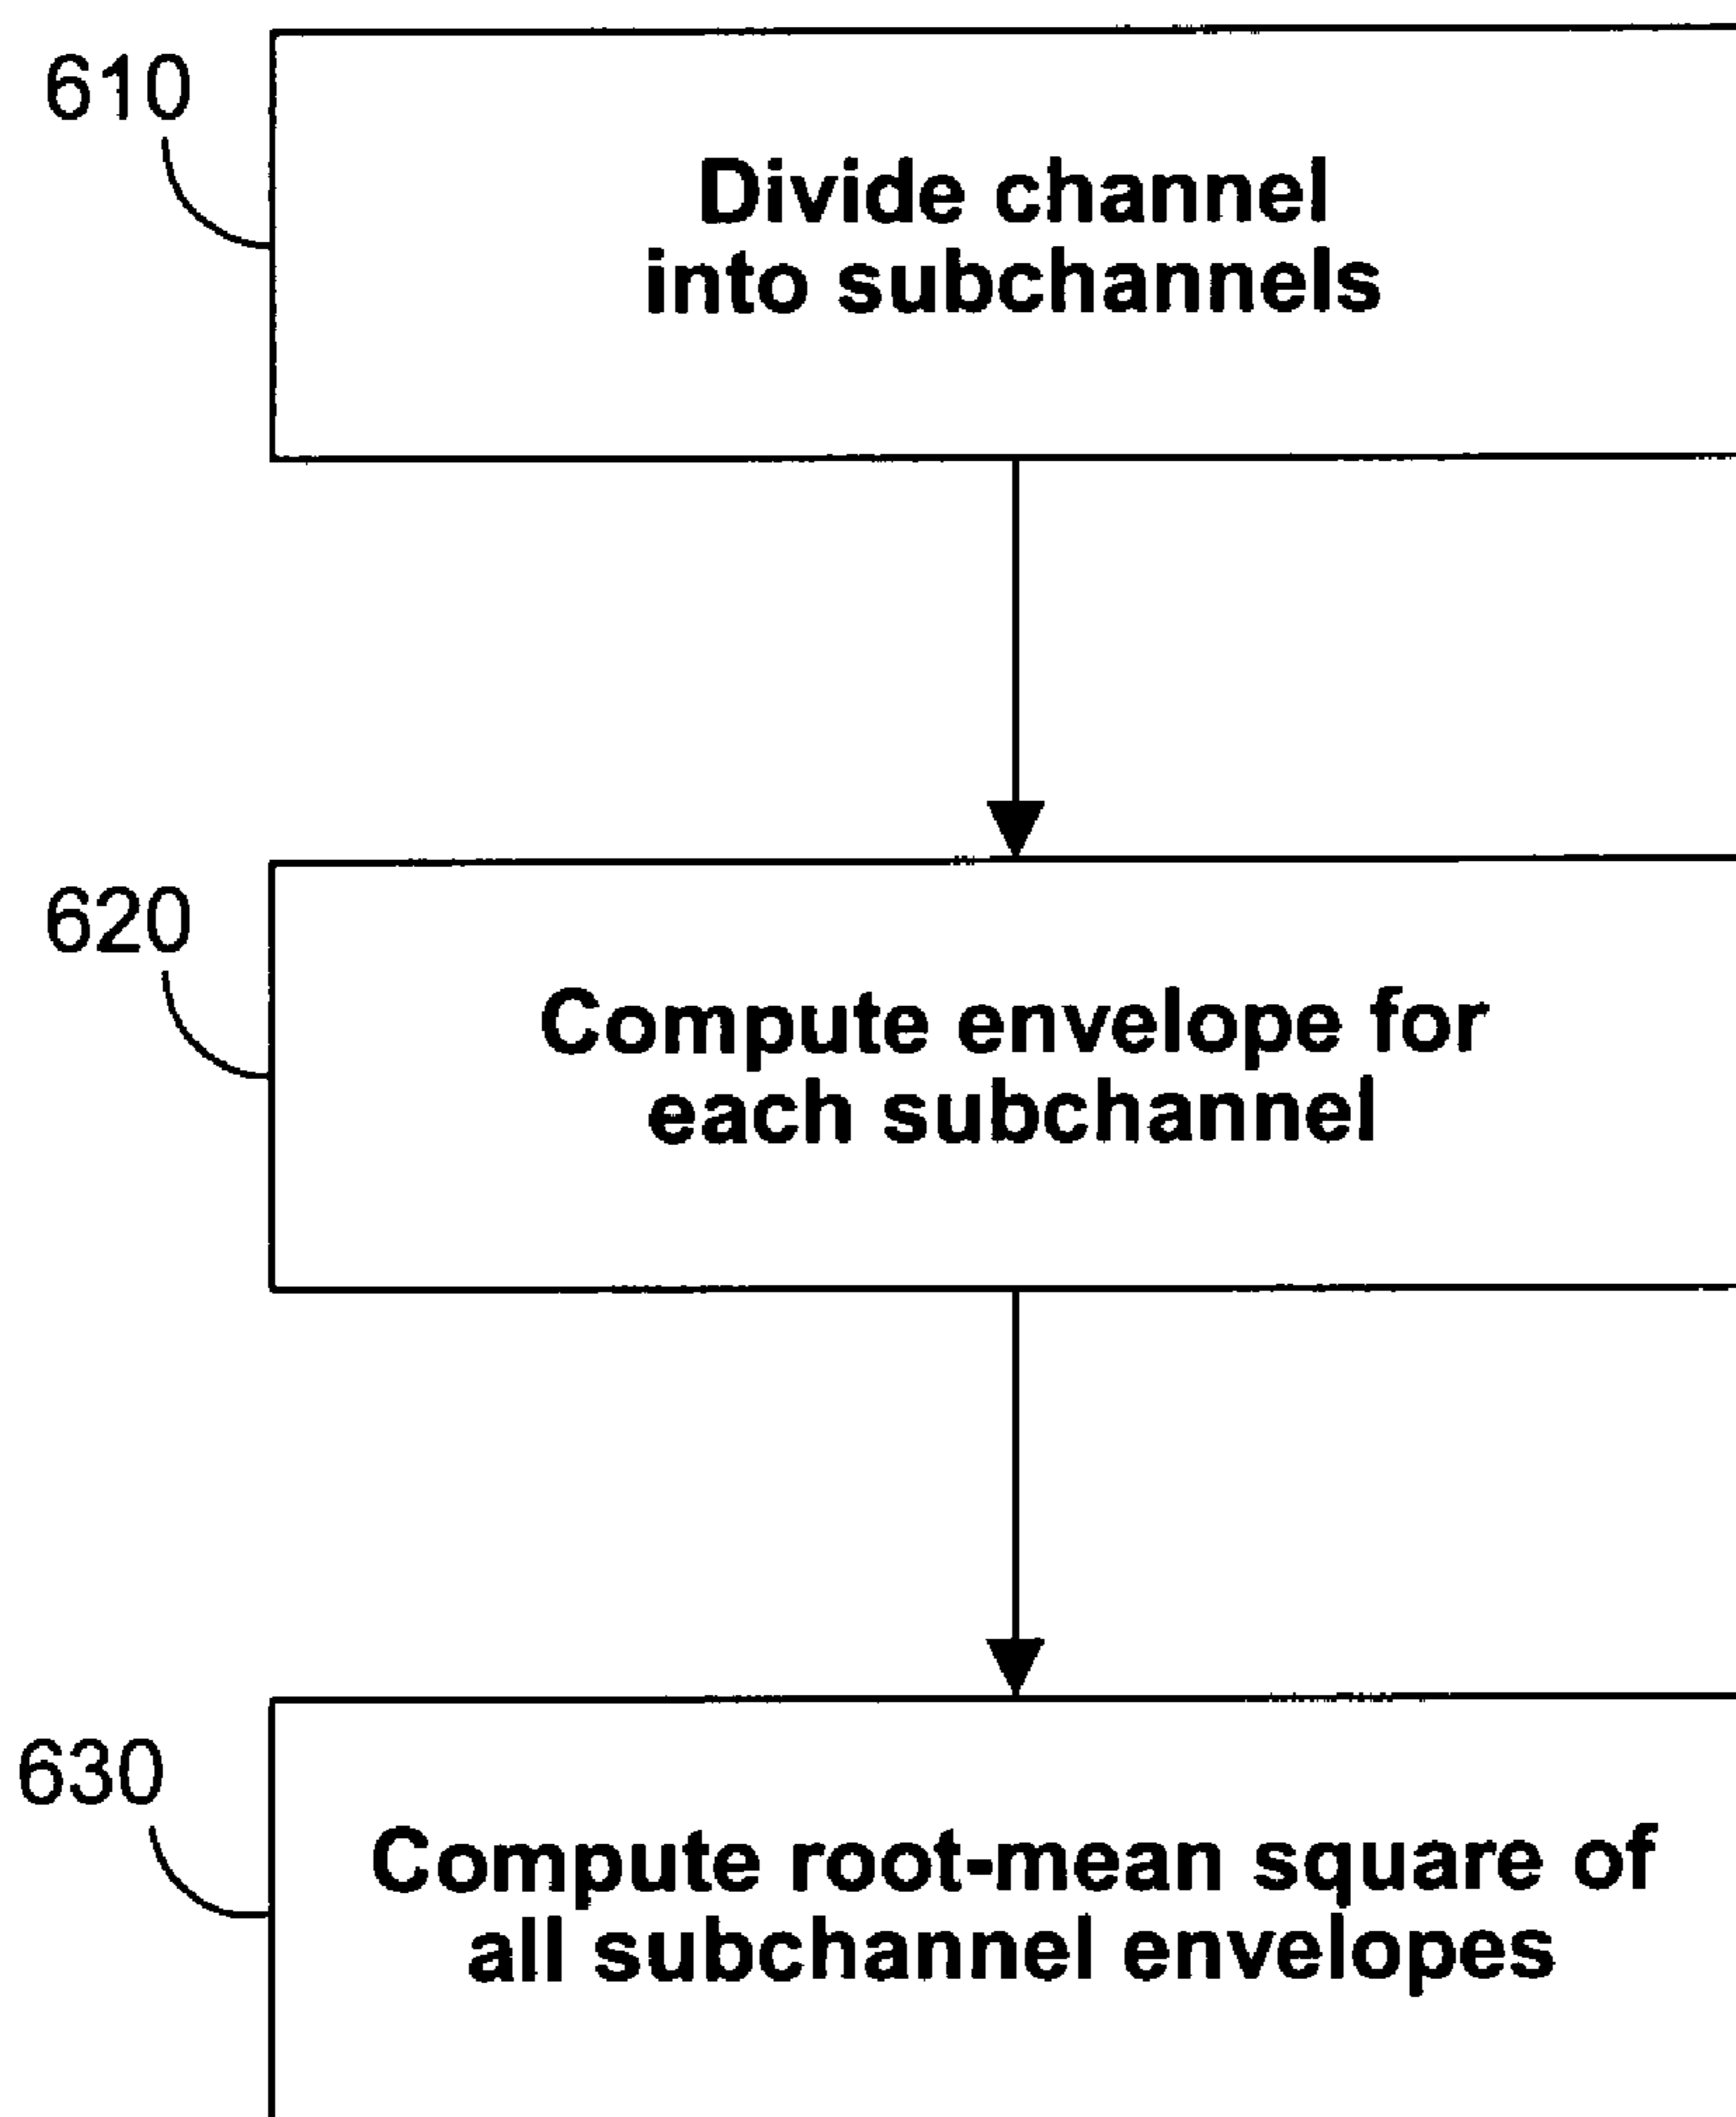 610
Divide channel
into subchannels
620
Compute envelope for
each subchannel
630
Compute root-mean square of
all subchannel envelopes